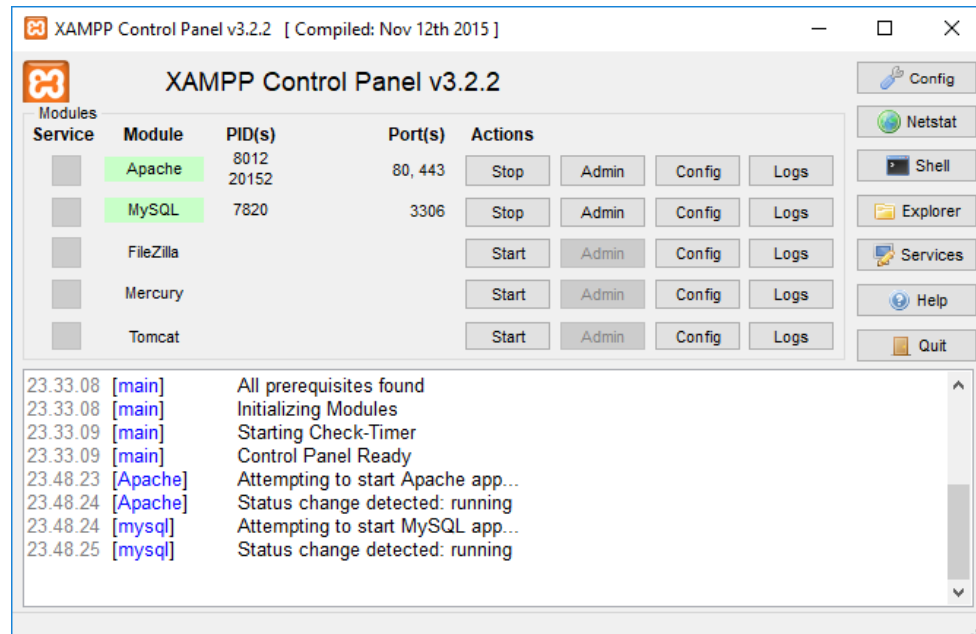 XAMPP Control Panel v3.2.2 [ Compiled: Nov 12th 2015 ]
XAMPP Control Panel v3.2.2
Config
Modules
Service Module PID(s) Port(s) Actions
Netstat
Apache 8012 20152 80, 443 Stop Admin Config Logs
Shell
MySQL 7820 3306 Stop Admin Config Logs
Explorer
FileZilla Start Admin Config Logs
Services
Mercury Start Admin Config Logs
Help
Tomcat Start Admin Config Logs
Quit
23.33.08 [main] All prerequisites found
23.33.08 [main] Initializing Modules
23.33.09 [main] Starting Check-Timer
23.33.09 [main] Control Panel Ready
23.48.23 [Apache] Attempting to start Apache app...
23.48.24 [Apache] Status change detected: running
23.48.24 [mysql] Attempting to start MySQL app...
23.48.25 [mysql] Status change detected: running